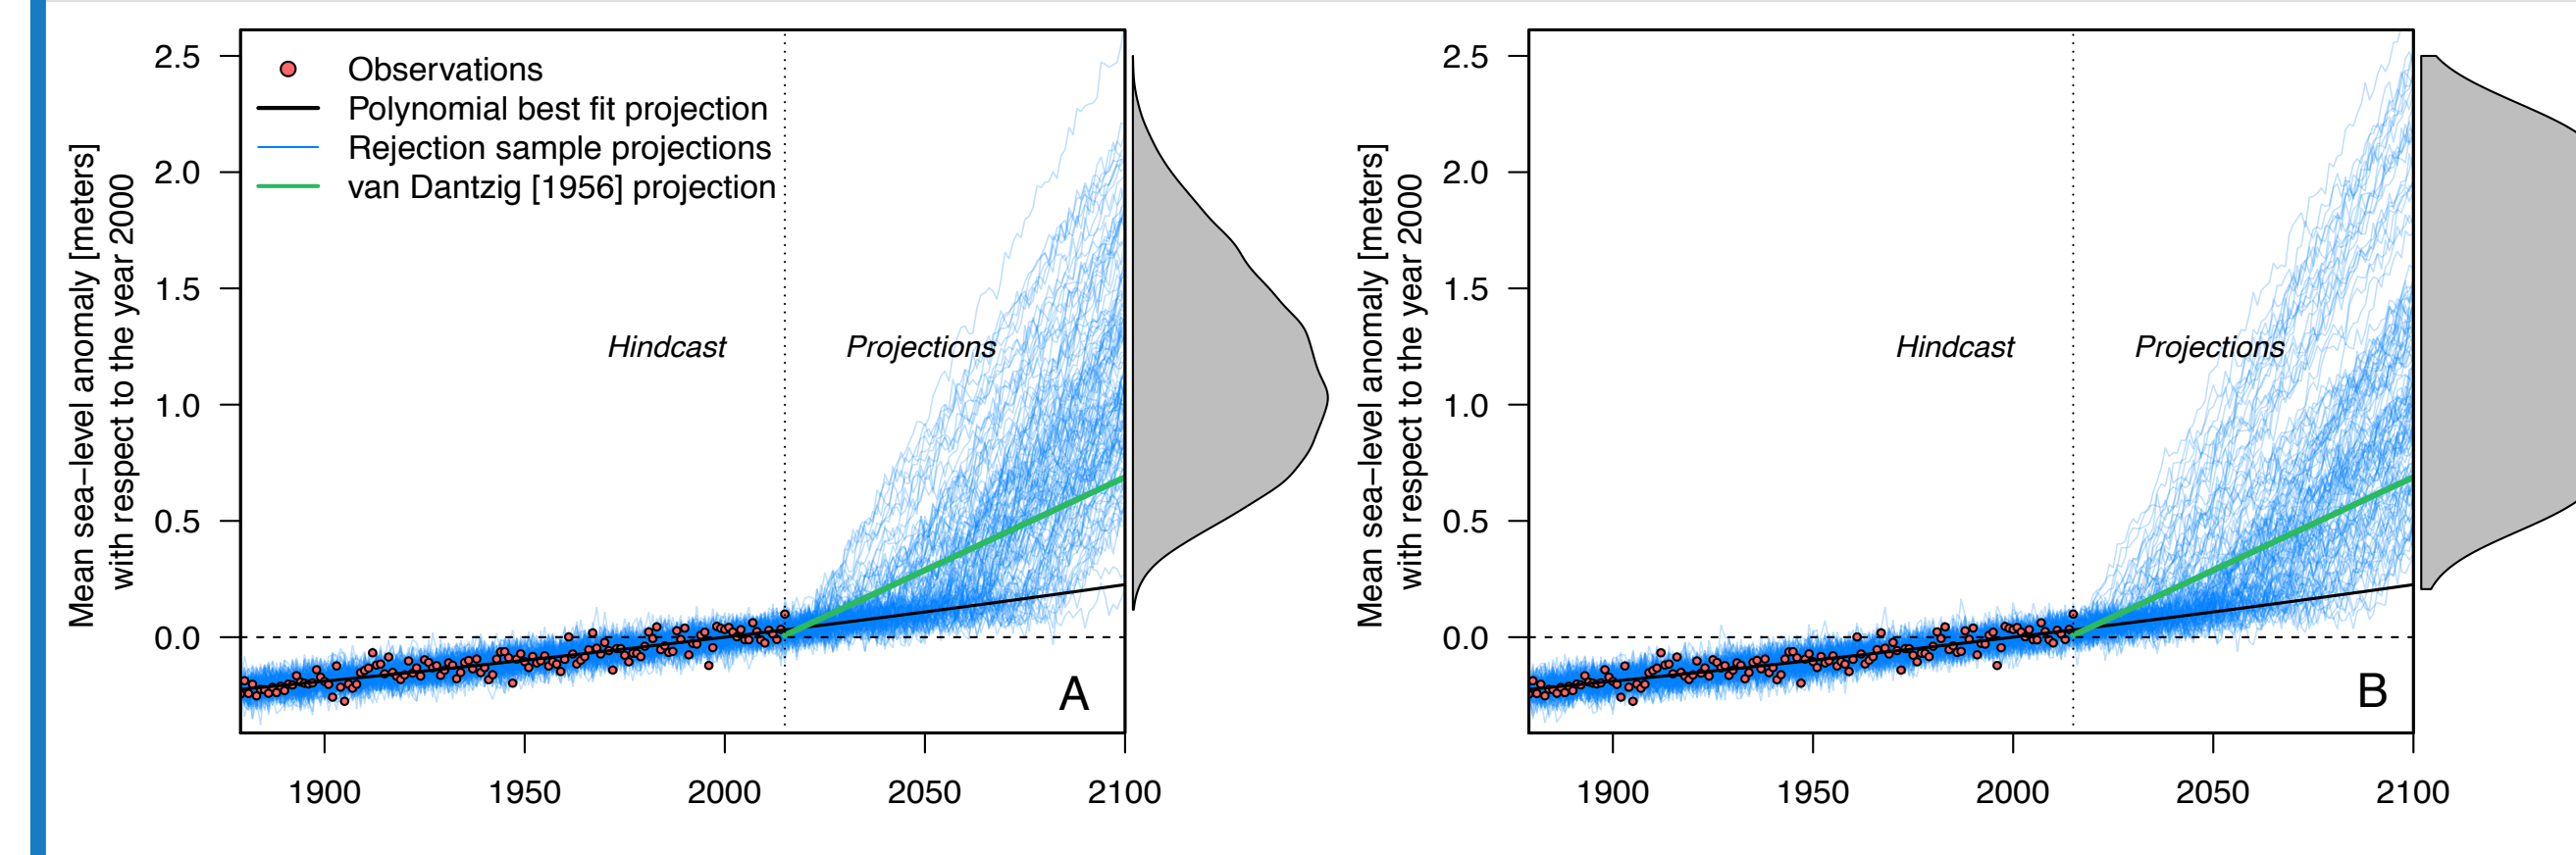 Mean sea–level anomaly [meters]
with respect to the year 2000
2.5
2.0
1.5
1.0
0.5
0.0
Observations
Polynomial best fit projection
Rejection sample projections
van Dantzig [1956] projection
Hindcast
Projections
A
1900
1950
2000
2050
2100
Mean sea–level anomaly [meters]
with respect to the year 2000
2.5
2.0
1.5
1.0
0.5
0.0
Hindcast
Projections
B
1900
1950
2000
2050
2100